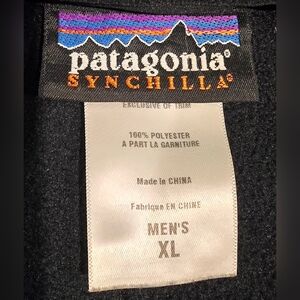 patagonia®
SYNCHILLA®
EXCLUSIVE OF TRIM
100% POLYESTER
A PART LA GARNITURE
Made in CHINA
Fabriqué EN CHINE
MEN'S
XL